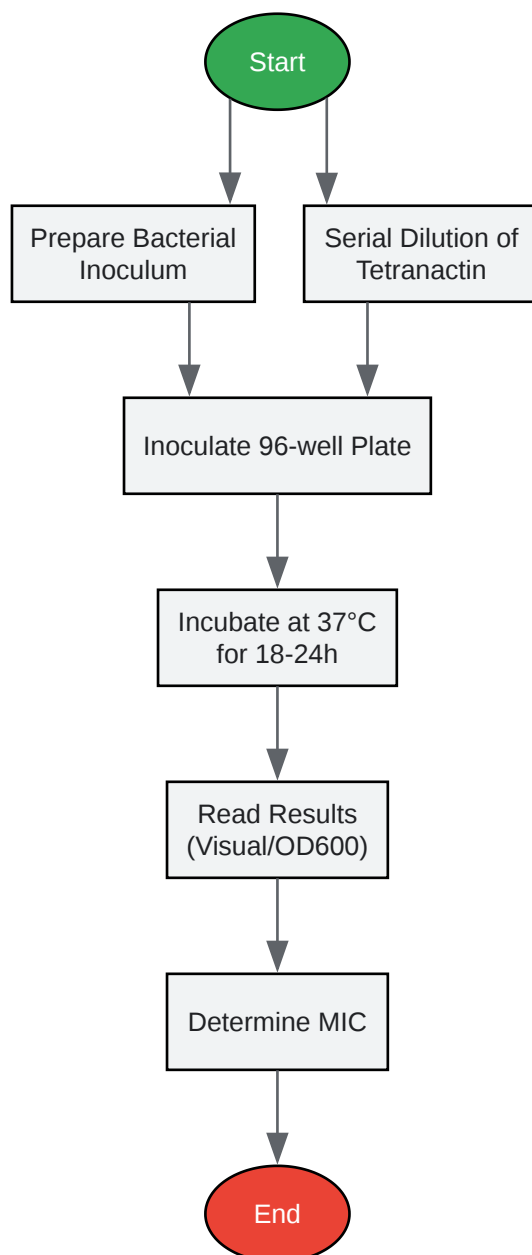 Start
Prepare Bacterial
Inoculum
Serial Dilution of
Tetranactin
Inoculate 96-well Plate
Incubate at 37°C
for 18-24h
Read Results
(Visual/OD600)
Determine MIC
End